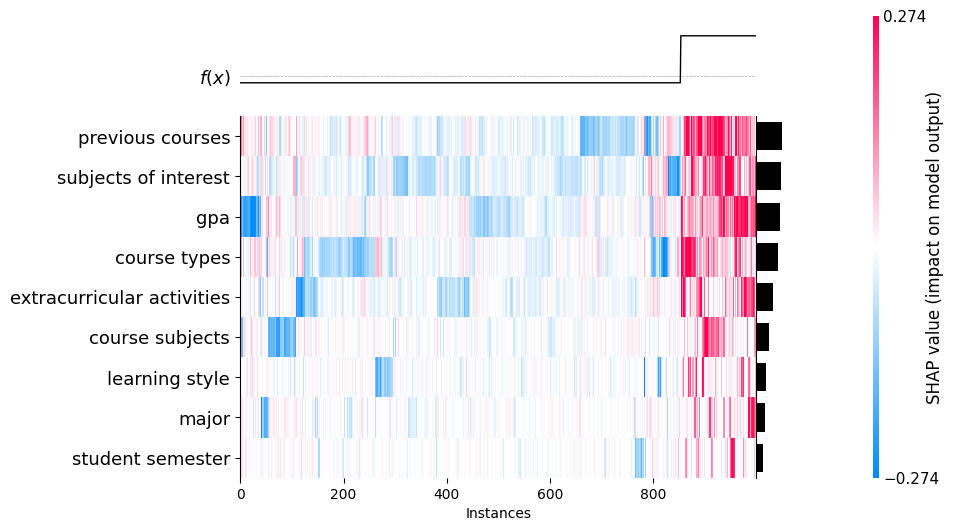 0.274
f(x)
previous courses
subjects of interest
gpa
course types
extracurricular activities
course subjects
learning style
major
student semester
SHAP value (impact on model output)
−0.274
0 200 400 600 800
Instances